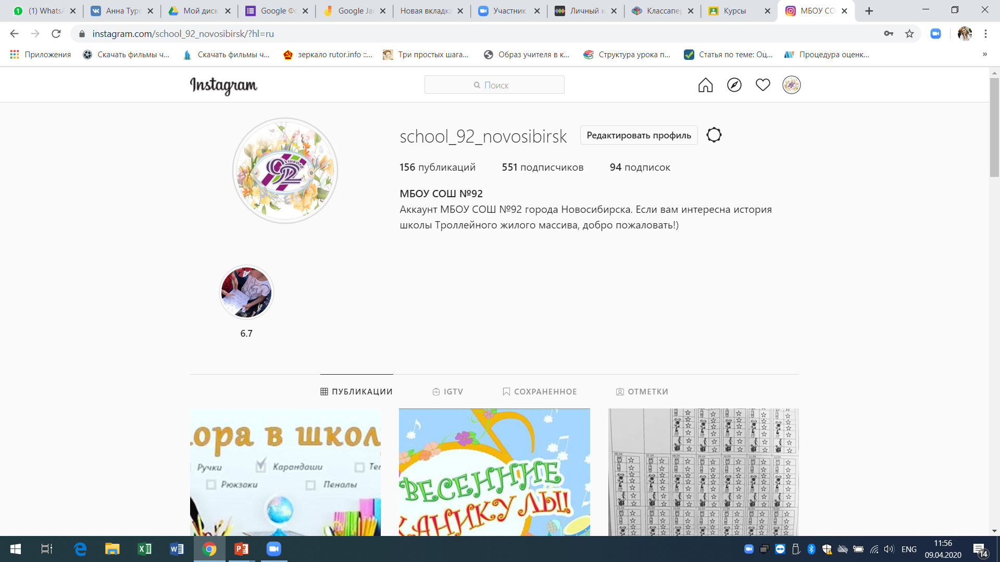 (1) Whats
Анна Тур
Мой диск
Google Фо
Google Ja
Новая вкладка
Участник
Личный к
Классапе
Курсы
МБОУ СО
instagram.com/school_92_novosibirsk/?hl=ru
Приложения
Скачать фильмы ч...
Скачать фильмы ч...
зеркало rutor.info ::...
Три простых шага...
Образ учителя в к...
Структура урока п...
Статья по теме: Оц...
Процедура оценк...
»
Instagram
Поиск
school_92_novosibirsk
Редактировать профиль
школа
92
156 публикаций 551 подписчиков 94 подписок
МБОУ СОШ №92
Аккаунт МБОУ СОШ №92 города Новосибирска. Если вам интересна история
школы Троллейного жилого массива, добро пожаловать!)
6.7
ПУБЛИКАЦИИ
IGTV
СОХРАНЕННОЕ
ОТМЕТКИ
ора в школ
Ручки Карандаши Те
Рюкзаки Пеналы
ВЕСЕННИЕ
КАНИКУЛЫ!
ENG
11:56
09.04.2020
14